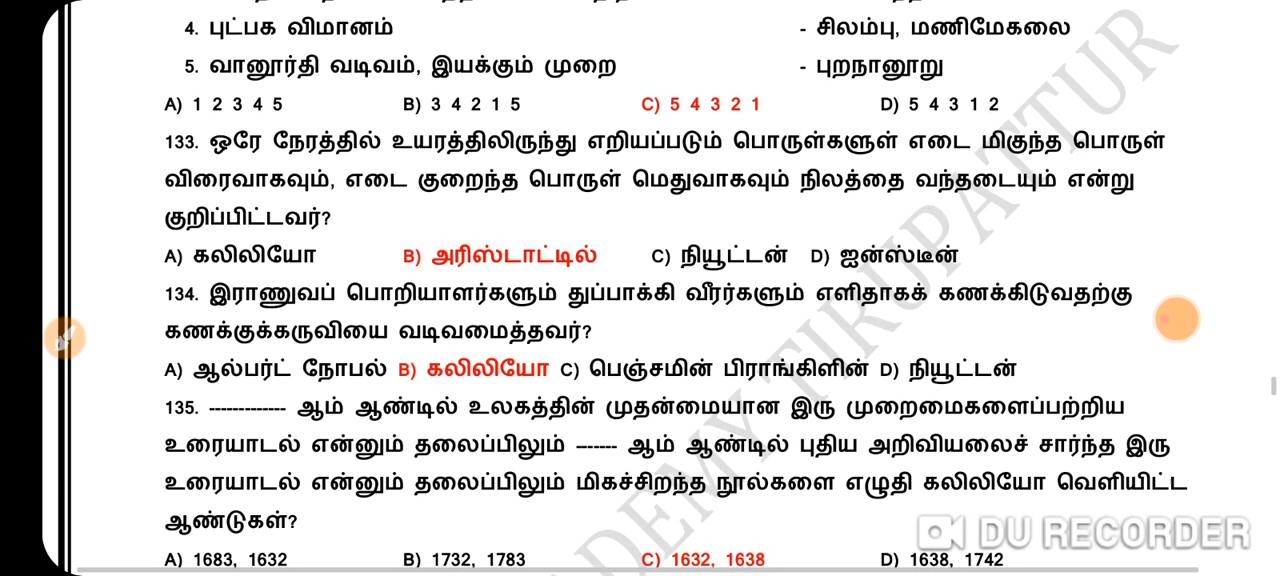 4. புட்பக விமானம் - சிலம்பு, மணிமேகலை
5. வானூர்தி வடிவம், இயக்கும் முறை - புறநானூறு
A) 1 2 3 4 5 B) 3 4 2 1 5 C) 5 4 3 2 1 D) 5 4 3 1 2
133. ஒரே நேரத்தில் உயரத்திலிருந்து எறியப்படும் பொருள்களுள் எடை மிகுந்த பொருள்
விரைவாகவும், எடை குறைந்த பொருள் மெதுவாகவும் நிலத்தை வந்தடையும் என்று
குறிப்பிட்டவர்?
A) கலிலியோ B) அரிஸ்டாட்டில் C) நியூட்டன் D) ஐன்ஸ்டீன்
134. இராணுவப் பொறியாளர்களும் துப்பாக்கி வீரர்களும் எளிதாகக் கணக்கிடுவதற்கு
கணக்குக்கருவியை வடிவமைத்தவர்?
A) ஆல்பர்ட் நோபல் B) கலிலியோ C) பெஞ்சமின் பிராங்கிளின் D) நியூட்டன்
135. ------------- ஆம் ஆண்டில் உலகத்தின் முதன்மையான இரு முறைமைகளைப்பற்றிய
உரையாடல் என்னும் தலைப்பிலும் ------- ஆம் ஆண்டில் புதிய அறிவியலைச் சார்ந்த இரு
உரையாடல் என்னும் தலைப்பிலும் மிகச்சிறந்த நூல்களை எழுதி கலிலியோ வெளியிட்ட
ஆண்டுகள்?
A) 1683, 1632 B) 1732, 1783 C) 1632, 1638 D) 1638, 1742
DEMY TIRUPATTUR
DU RECORDER